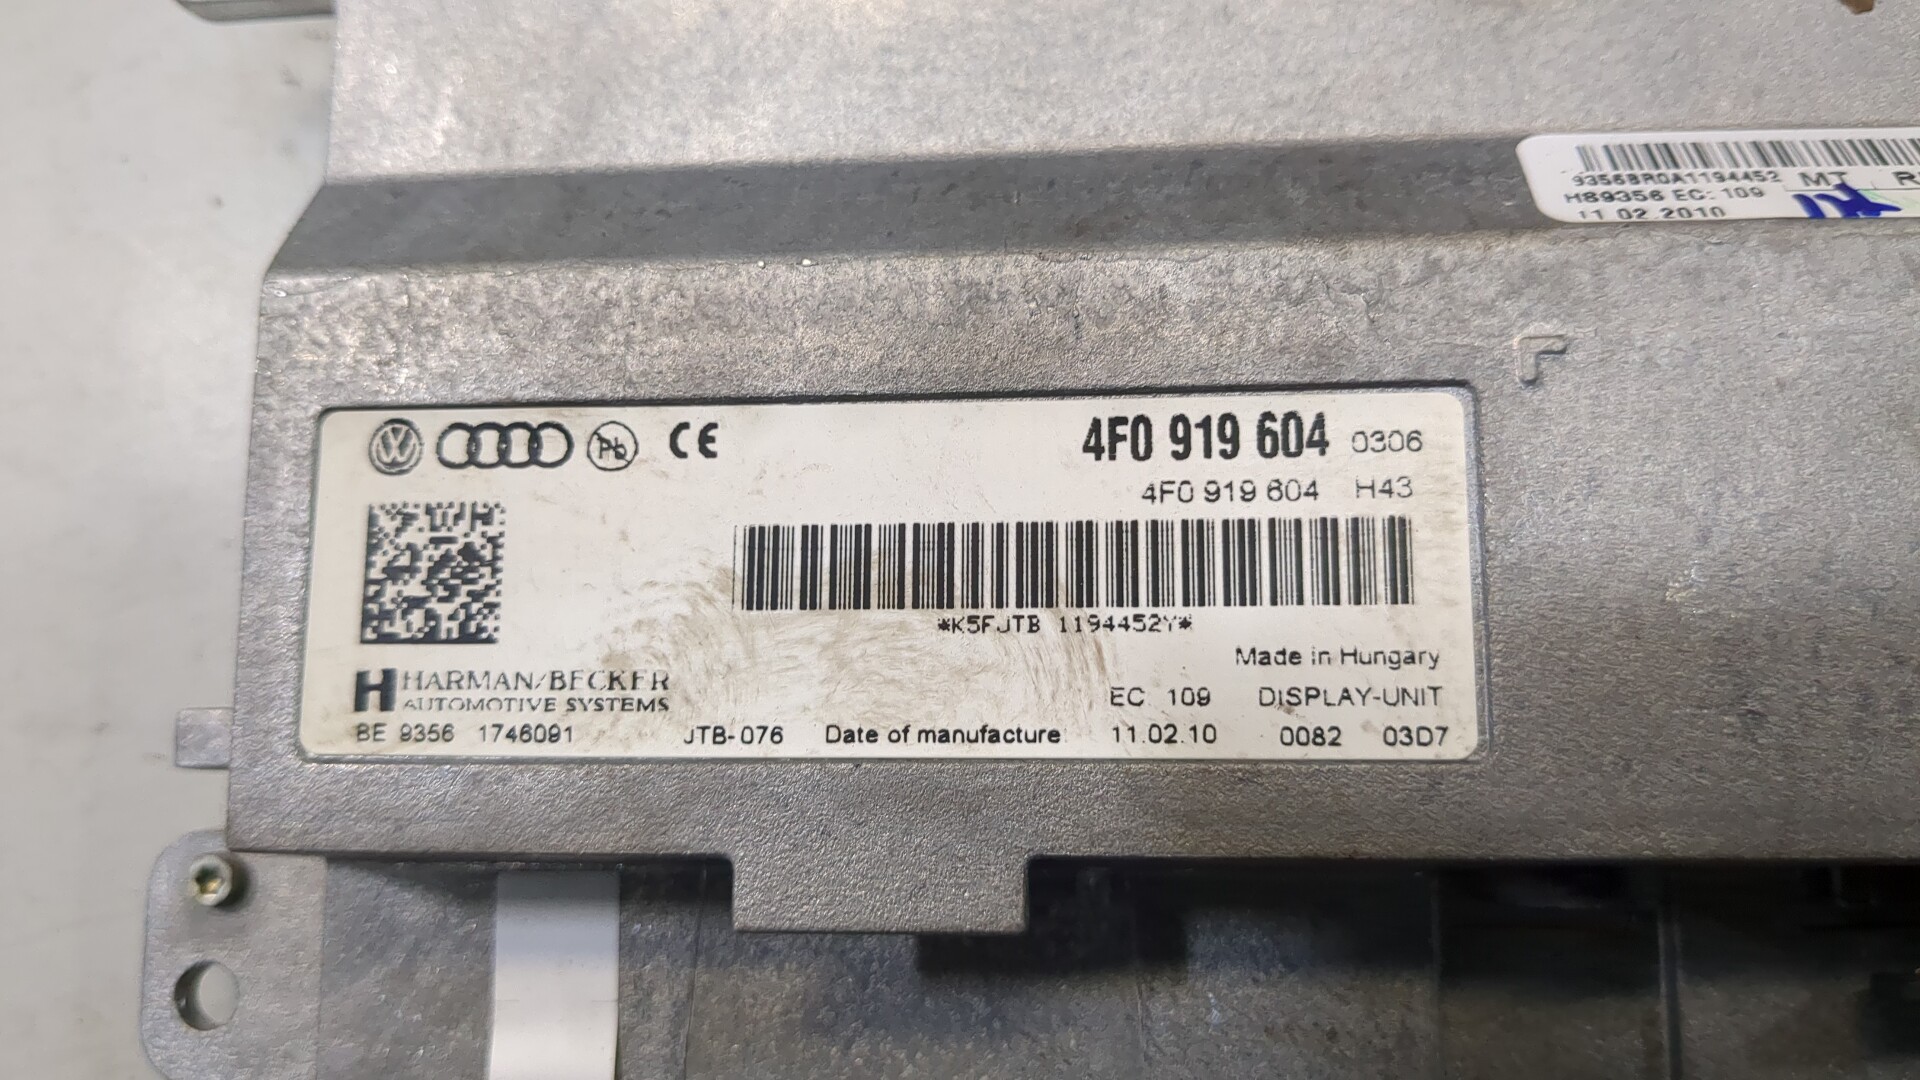 93568R0A1194452 MT
H89356 EC: 109
11.02.2010
4F0 919 604 0306
Pb CE
4F0 919 604 H43
*K5FJTB 1194452Y*
Made in Hungary
HARMAN/BECKER
AUTOMOTIVE SYSTEMS
EC 109 DISPLAY-UNIT
BE 9356 1746091 JTB-076 Date of manufacture: 11.02.10 0082 03D7